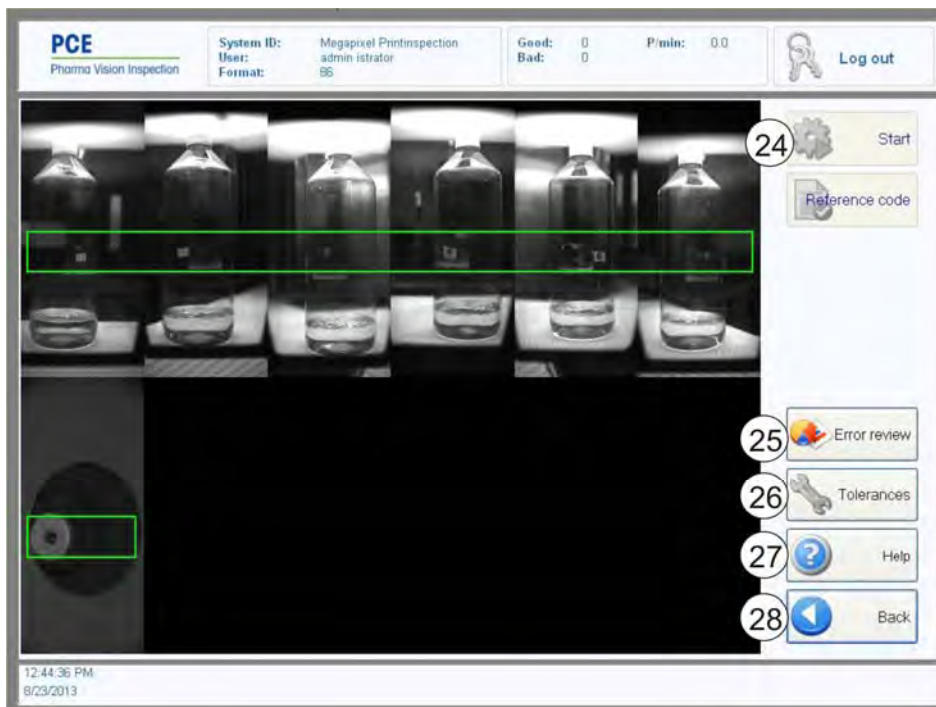 PCE
Pharma Vision Inspection
System ID: Megapixel Printinspection
User: admin istrator
Format: 86
Good: 0
Bad: 0
P/min: 0.0
Log out
24 Start
Reference code
25 Error review
26 Tolerances
27 Help
28 Back
12:44:36 PM
8/23/2013